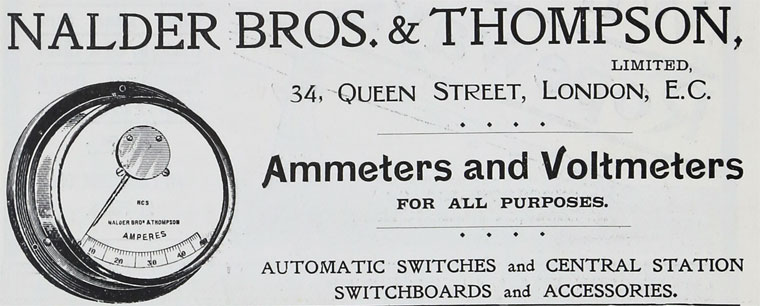 NALDER BROS. & THOMPSON,
LIMITED,
34, QUEEN STREET, LONDON, E.C.
Ammeters and Voltmeters
FOR ALL PURPOSES.
AUTOMATIC SWITCHES and CENTRAL STATION
SWITCHBOARDS and ACCESSORIES.
RCS
NALDER BROS & THOMPSON
AMPERES
10 20 30 40